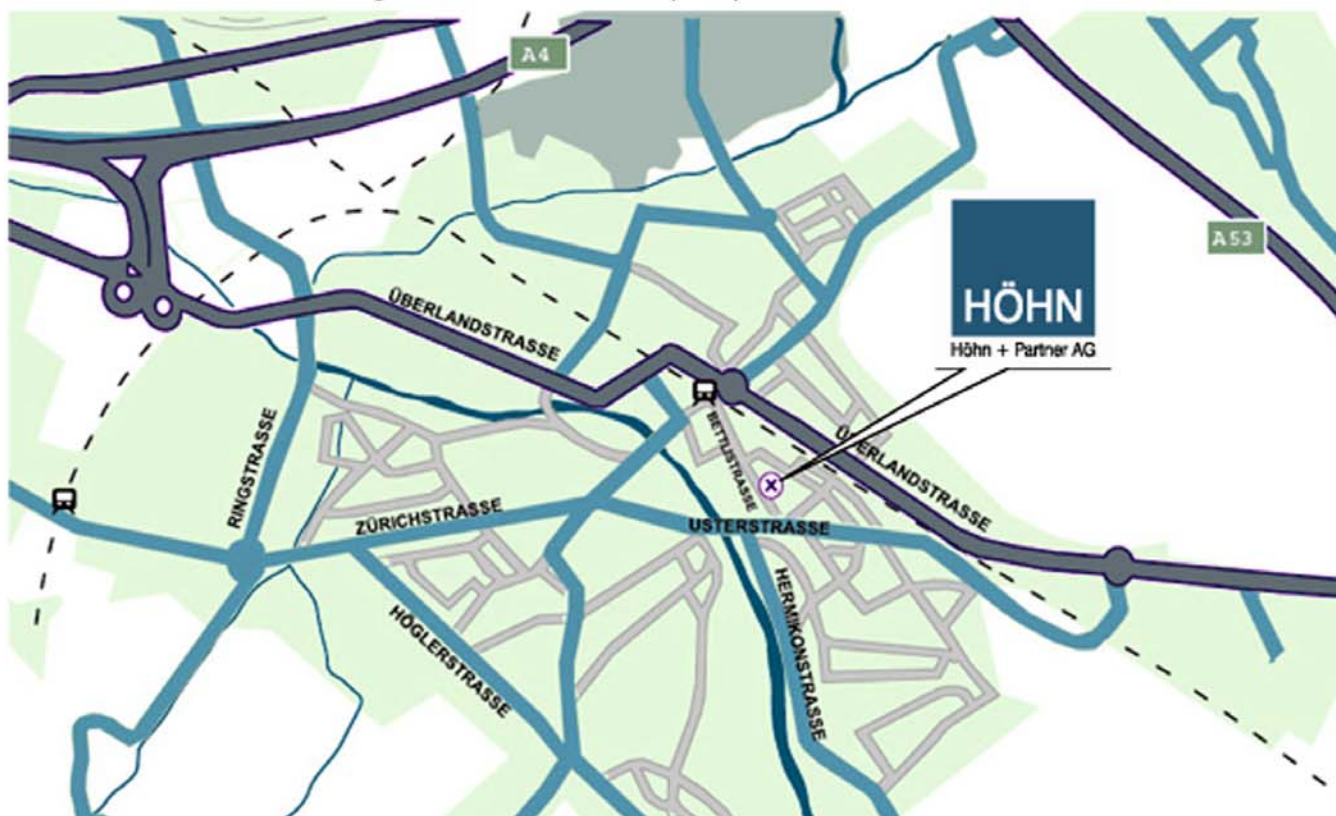 A4
A53
HÖHN
Höhn + Partner AG
ÜBERLANDSTRASSE
BETTLISTRASSE
ÜBERLANDSTRASSE
RINGSTRASSE
ZÜRICHSTRASSE
USTERSTRASSE
HERMIKONSTRASSE
HÖGLERSTRASSE